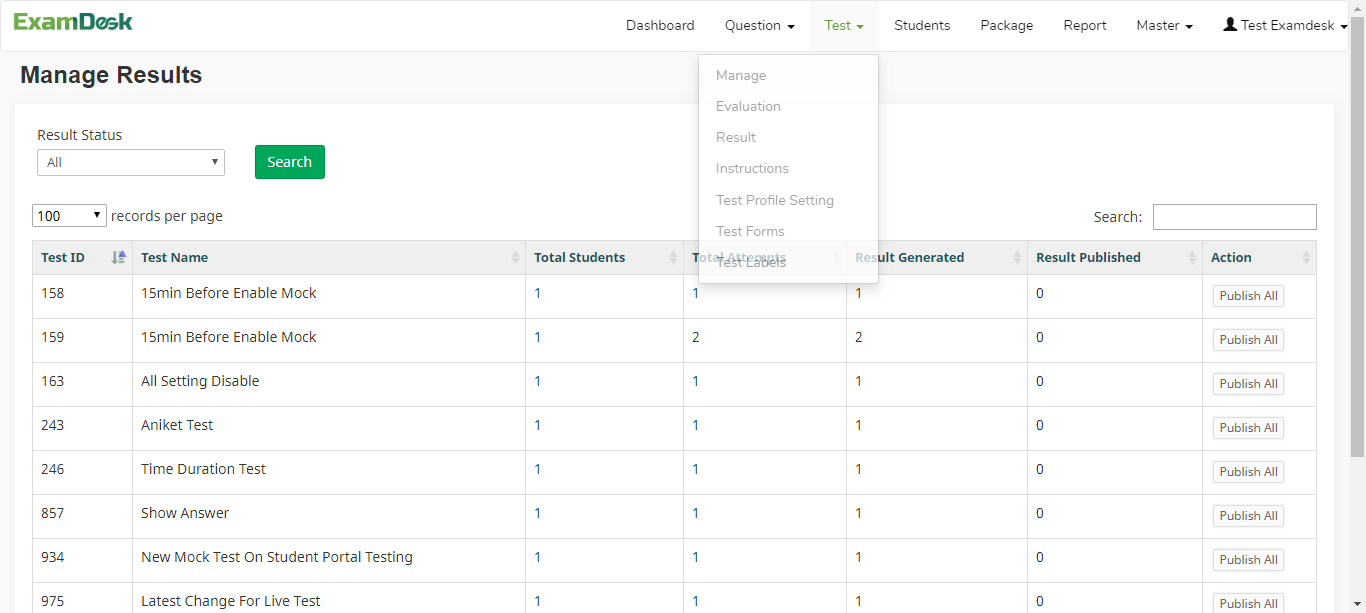 ExamDesk
Dashboard Question Test Students Package Report Master Test Examdesk
Manage Results
Manage
Evaluation
Result
Instructions
Test Profile Setting
Test Forms
Test Labels
Result Status
All Search
100 records per page Search:
Test ID Test Name Total Students Total Attempts Result Generated Result Published Action
158 15min Before Enable Mock 1 1 1 0 Publish All
159 15min Before Enable Mock 1 2 2 0 Publish All
163 All Setting Disable 1 1 1 0 Publish All
243 Aniket Test 1 1 1 0 Publish All
246 Time Duration Test 1 1 1 0 Publish All
857 Show Answer 1 1 1 0 Publish All
934 New Mock Test On Student Portal Testing 1 1 1 0 Publish All
975 Latest Change For Live Test 1 1 1 0 Publish All